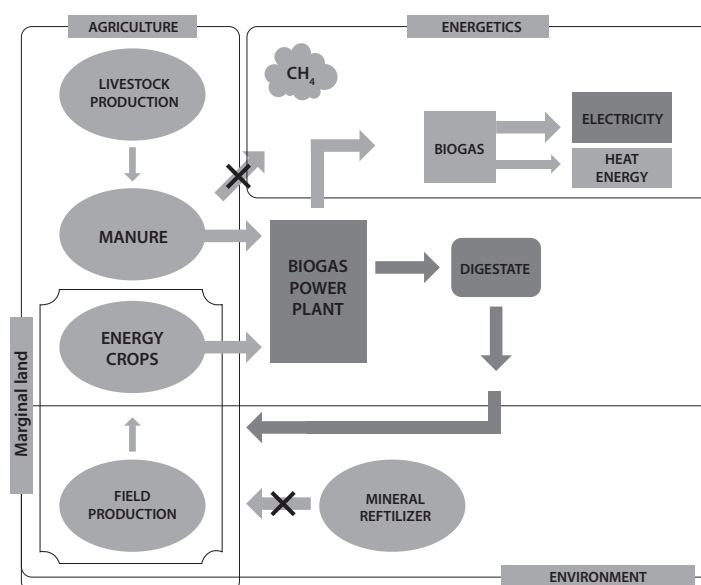 AGRICULTURE
ENERGETICS
LIVESTOCK
PRODUCTION
CH4
ELECTRICITY
BIOGAS
HEAT
ENERGY
MANURE
BIOGAS
POWER
PLANT
DIGESTATE
ENERGY
CROPS
Marginal land
FIELD
PRODUCTION
MINERAL
REFTILIZER
ENVIRONMENT